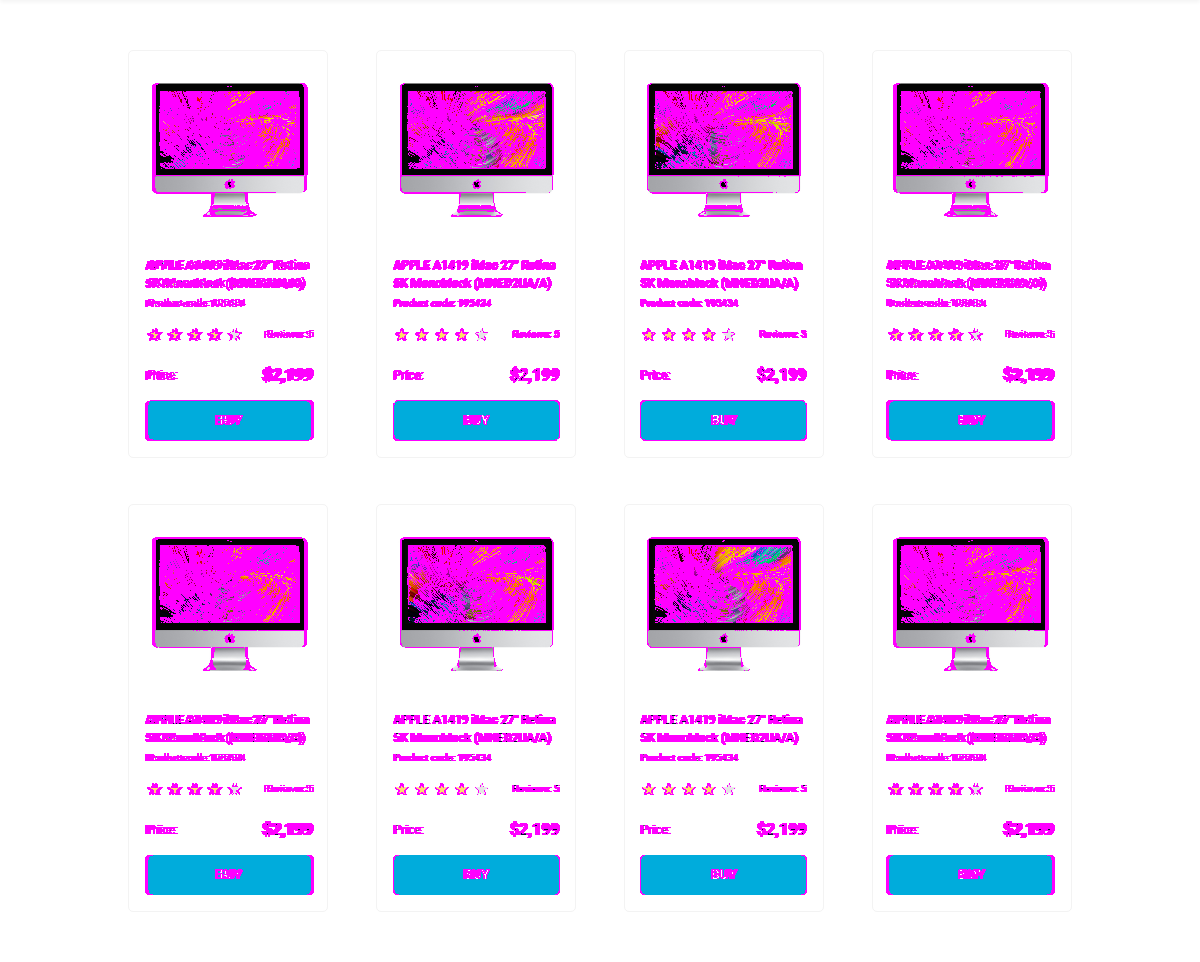 APPLE A1419 iMac 27" Retina
5K Monoblock (MNED2UA/A)
Product code: 195434
Reviews: 5
Price:
$2,199
BUY
APPLE A1419 iMac 27" Retina
5K Monoblock (MNED2UA/A)
Product code: 195434
Reviews: 5
Price:
$2,199
BUY
APPLE A1419 iMac 27" Retina
5K Monoblock (MNED2UA/A)
Product code: 195434
Reviews: 5
Price:
$2,199
BUY
APPLE A1419 iMac 27" Retina
5K Monoblock (MNED2UA/A)
Product code: 195434
Reviews: 5
Price:
$2,199
BUY
APPLE A1419 iMac 27" Retina
5K Monoblock (MNED2UA/A)
Product code: 195434
Reviews: 5
Price:
$2,199
BUY
APPLE A1419 iMac 27" Retina
5K Monoblock (MNED2UA/A)
Product code: 195434
Reviews: 5
Price:
$2,199
BUY
APPLE A1419 iMac 27" Retina
5K Monoblock (MNED2UA/A)
Product code: 195434
Reviews: 5
Price:
$2,199
BUY
APPLE A1419 iMac 27" Retina
5K Monoblock (MNED2UA/A)
Product code: 195434
Reviews: 5
Price:
$2,199
BUY